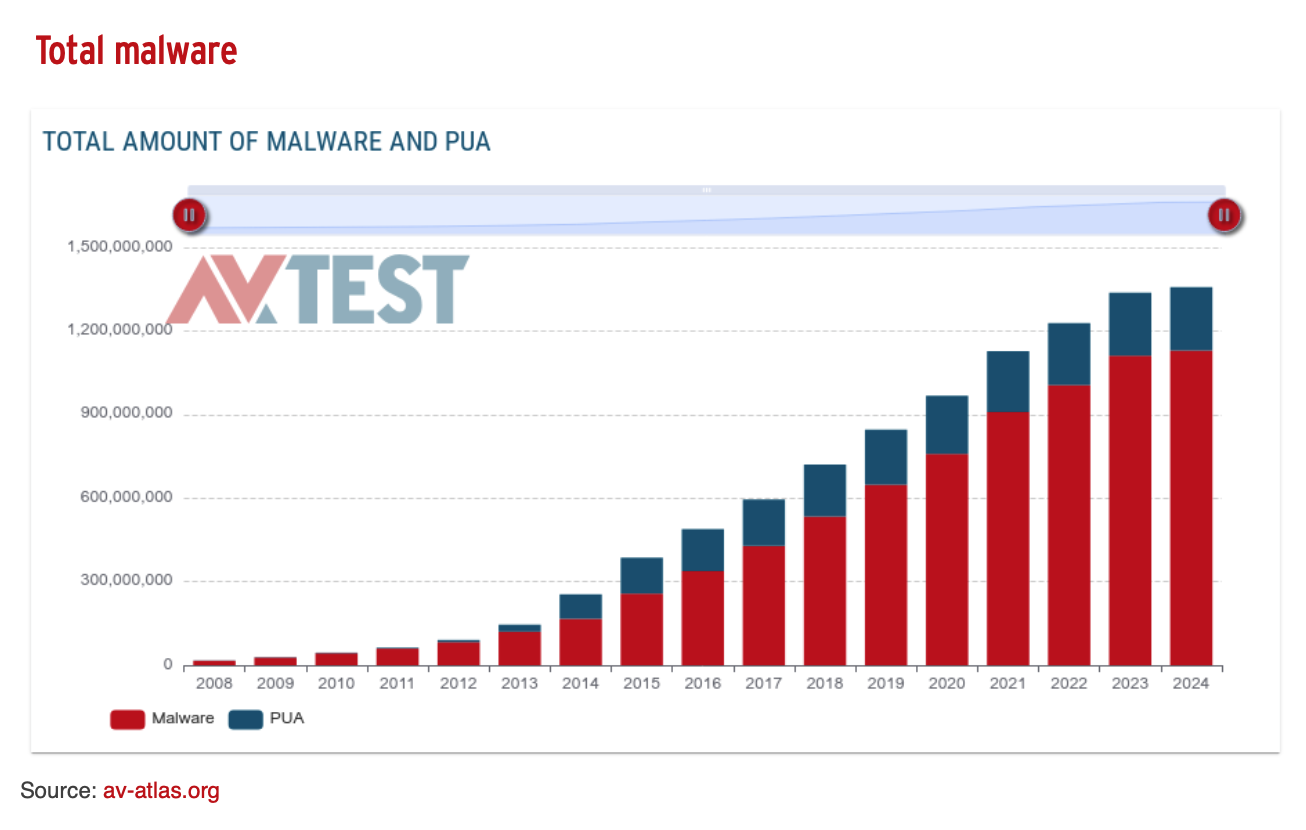 Total malware
TOTAL AMOUNT OF MALWARE AND PUA
1,500,000,000
AV.TEST
1,200,000,000
900,000,000
600,000,000
300,000,000
0
2008 2009 2010 2011 2012 2013 2014 2015 2016 2017 2018 2019 2020 2021 2022 2023 2024
Malware PUA
Source: av-atlas.org